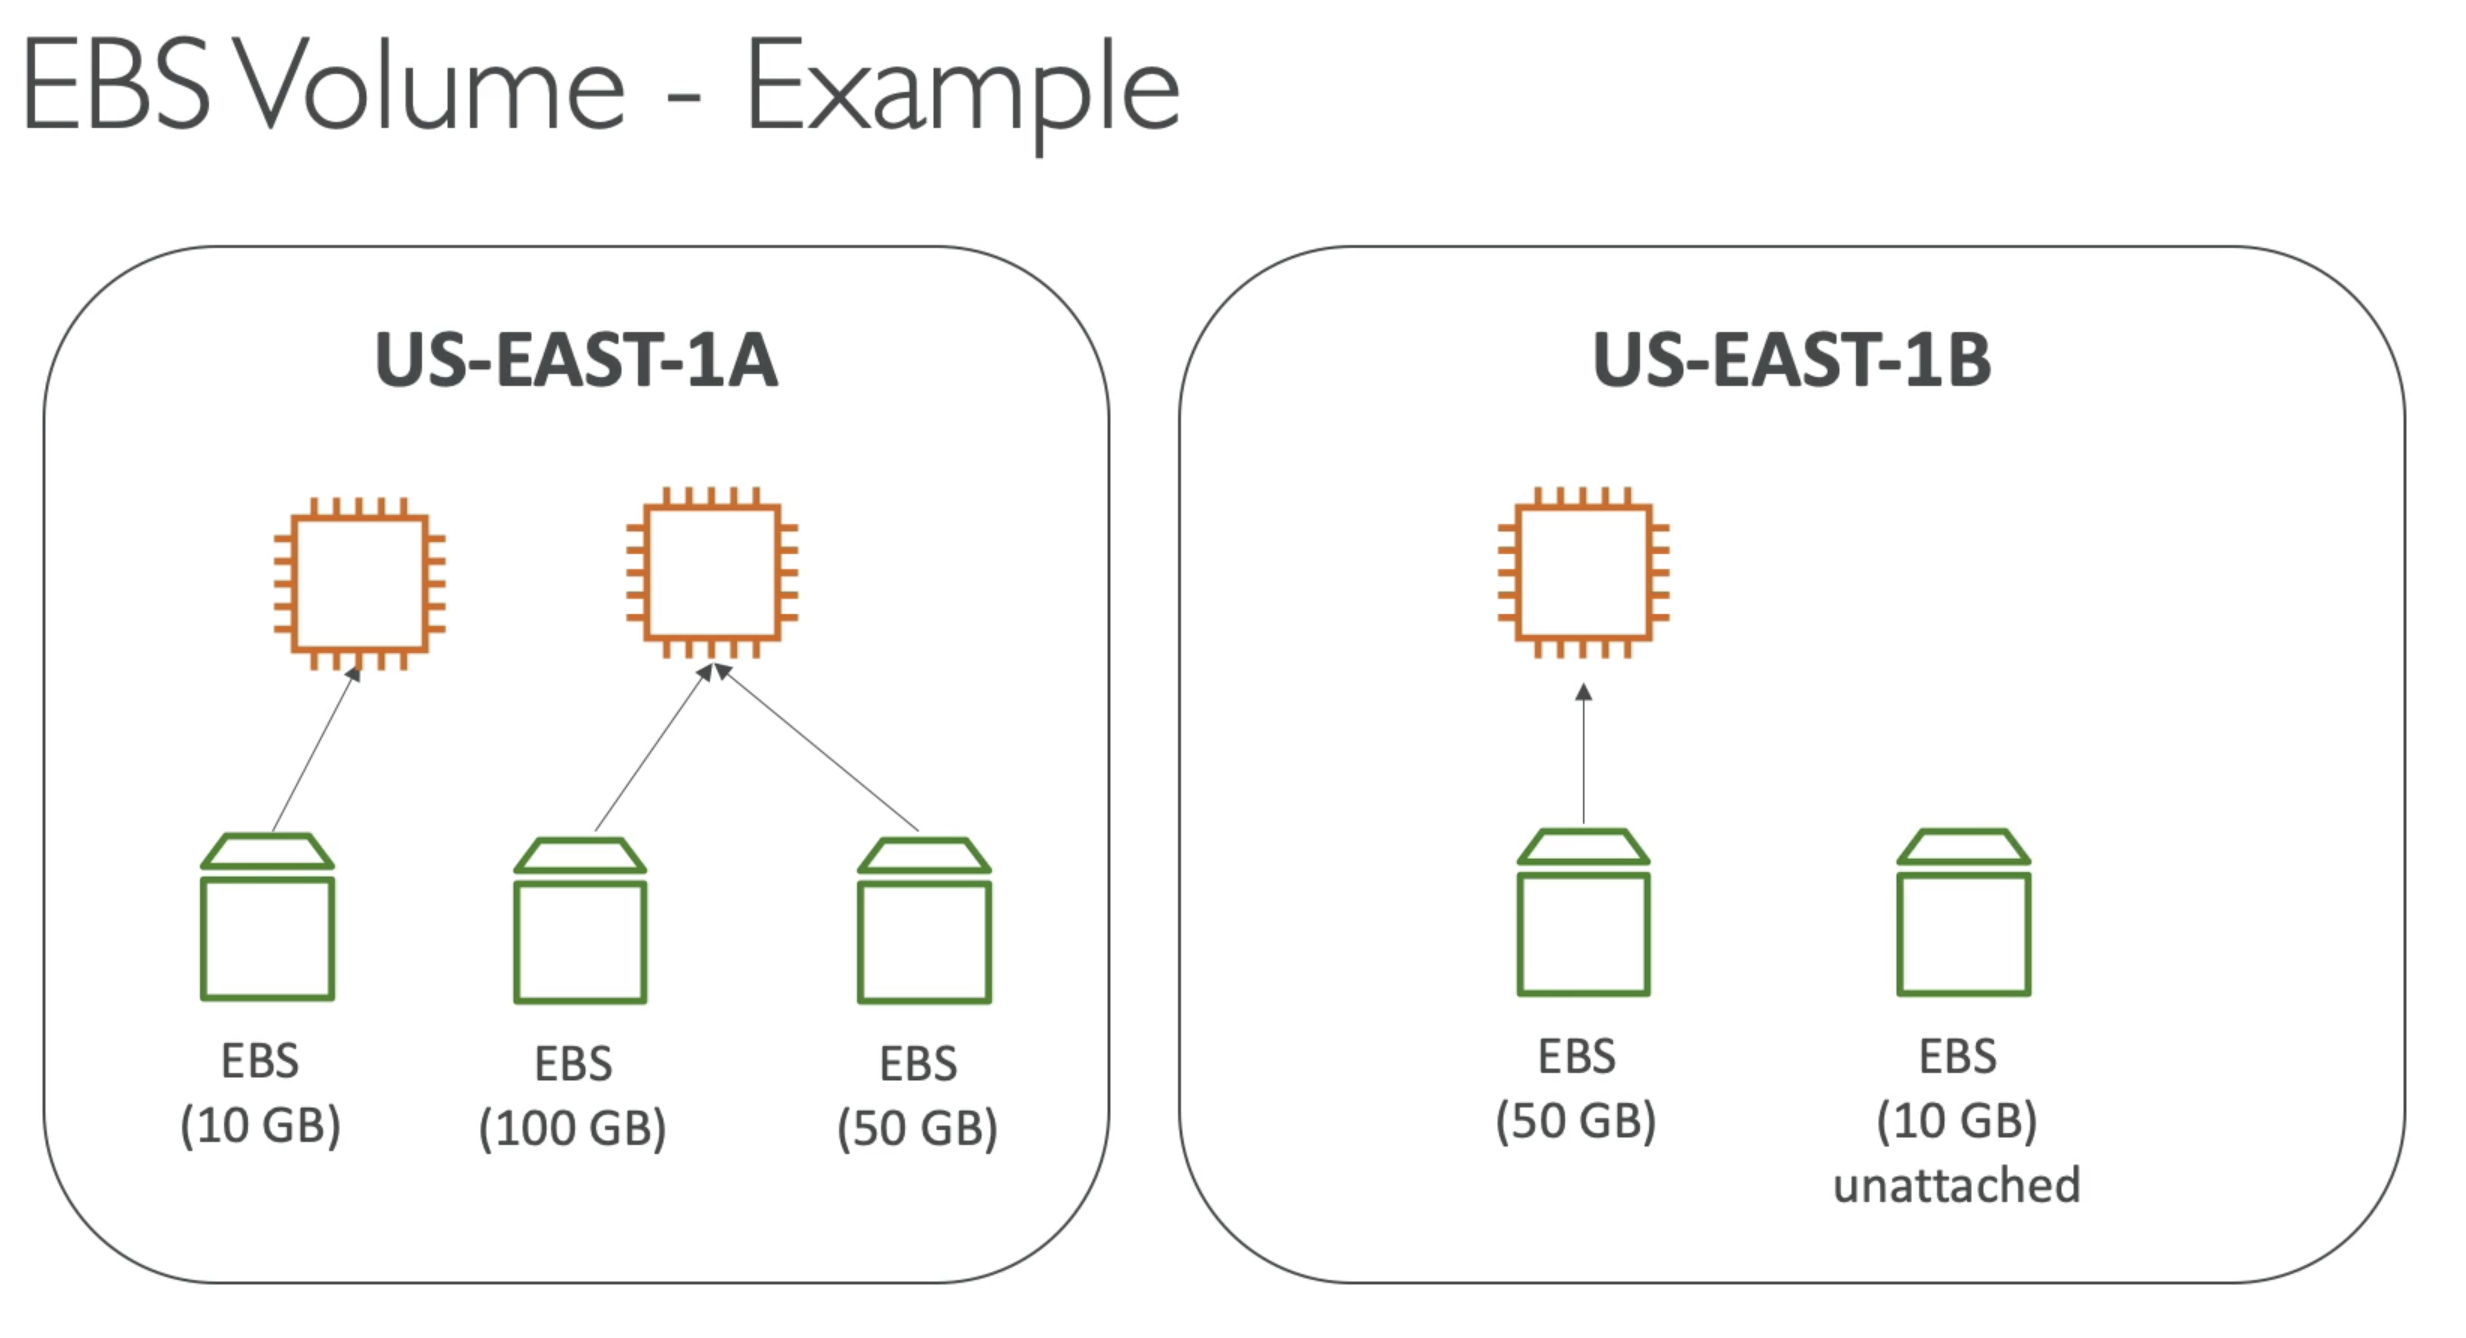 EBS Volume - Example
US-EAST-1A
US-EAST-1B
EBS
(10 GB)
EBS
(100 GB)
EBS
(50 GB)
EBS
(50 GB)
EBS
(10 GB)
unattached